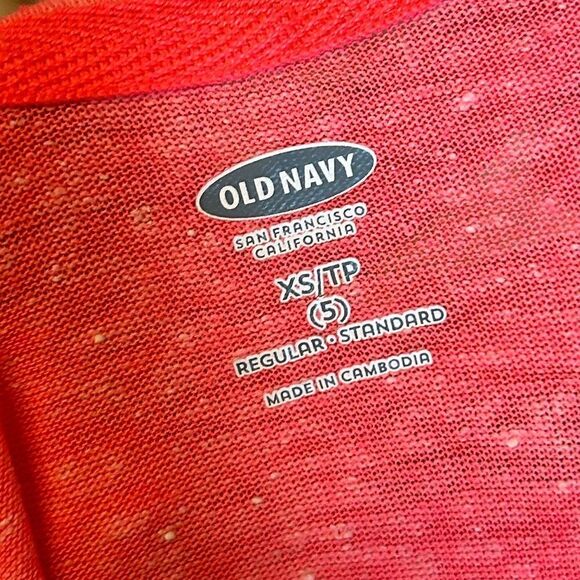 OLD NAVY
SAN FRANCISCO
CALIFORNIA
XS/TP
(5)
REGULAR • STANDARD
MADE IN CAMBODIA